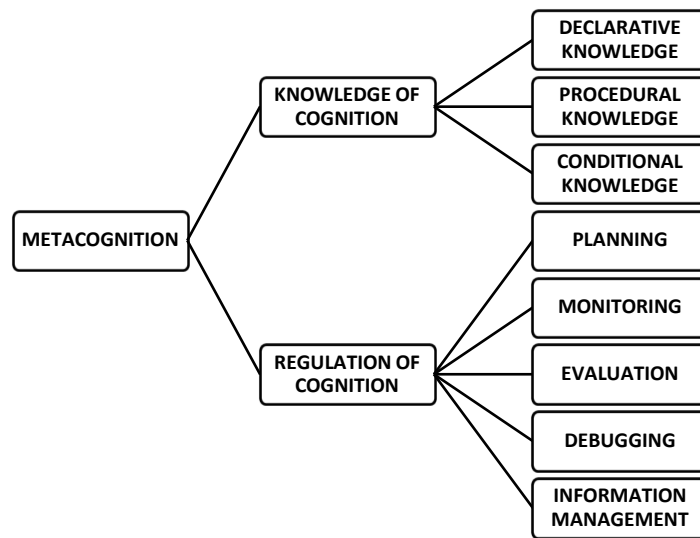 METACOGNITION
KNOWLEDGE OF
COGNITION
DECLARATIVE
KNOWLEDGE
PROCEDURAL
KNOWLEDGE
CONDITIONAL
KNOWLEDGE
REGULATION OF
COGNITION
PLANNING
MONITORING
EVALUATION
DEBUGGING
INFORMATION
MANAGEMENT